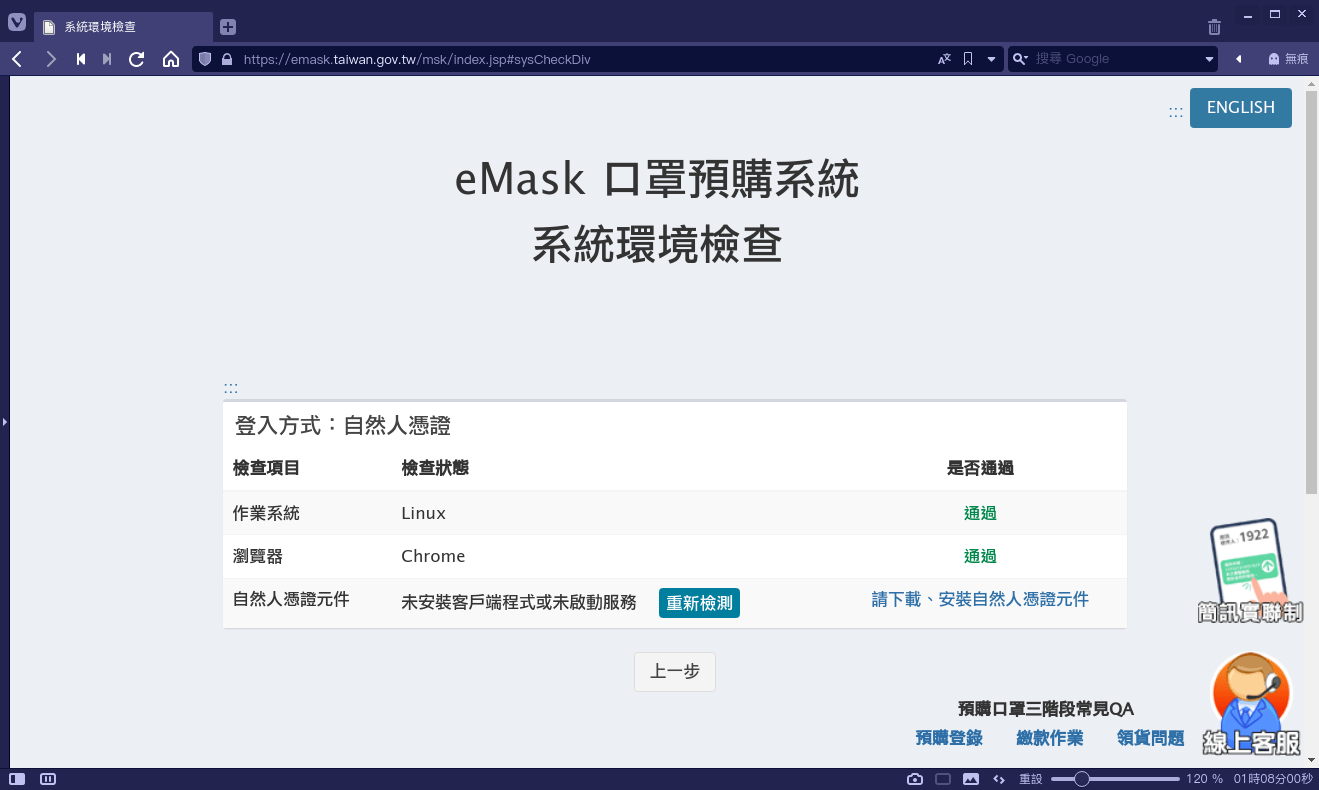 系統環境檢查
https://emask.taiwan.gov.tw/msk/index.jsp#sysCheckDiv
搜尋 Google
無痕
:::
ENGLISH
eMask 口罩預購系統
系統環境檢查
:::
登入方式：自然人憑證
檢查項目 檢查狀態 是否通過
作業系統 Linux 通過
瀏覽器 Chrome 通過
自然人憑證元件 未安裝客戶端程式或未啟動服務 重新檢測 請下載、安裝自然人憑證元件
1922
簡訊實聯制
上一步
預購口罩三階段常見QA
預購登錄 繳款作業 領貨問題
線上客服
重設 120 % 01時08分00秒